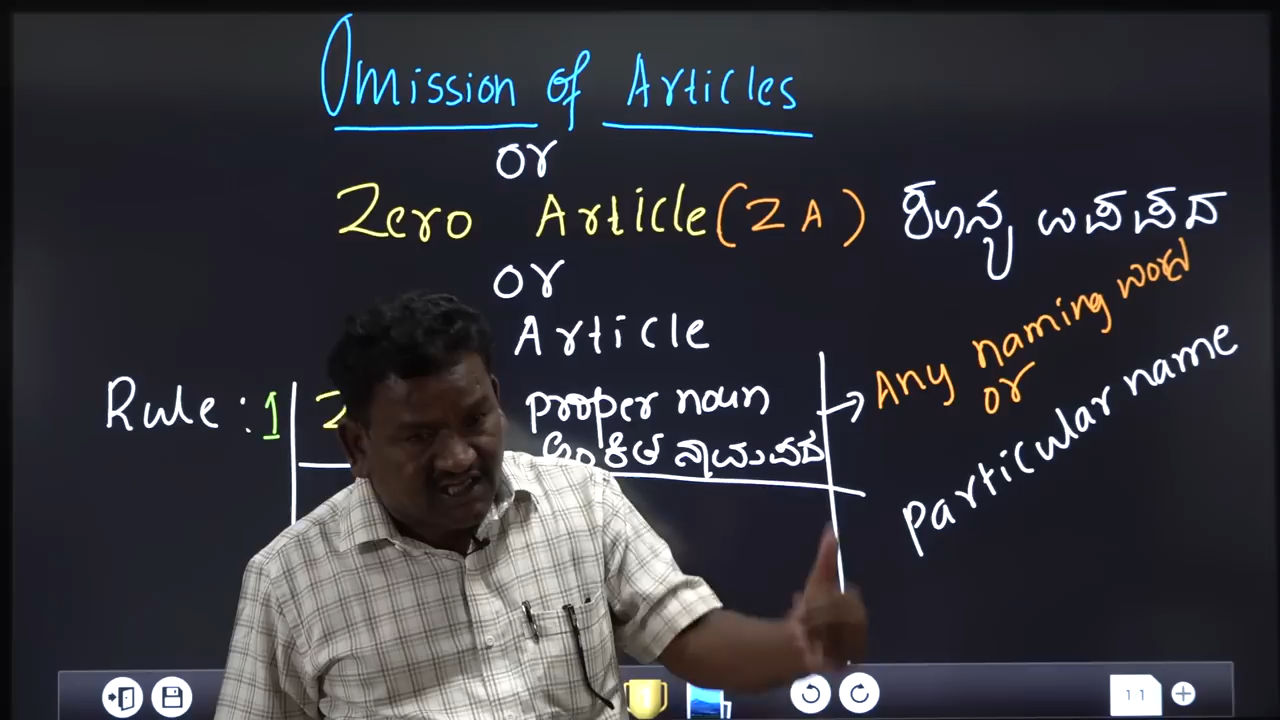 Omission of Articles
or
Zero Article (ZA) ಶೂನ್ಯ ಉಪಪದ
or
Article
Rule : 1
proper noun
ಅಂಕಿತ ನಾಮಪದ
→ Any naming word
or
particular name
11